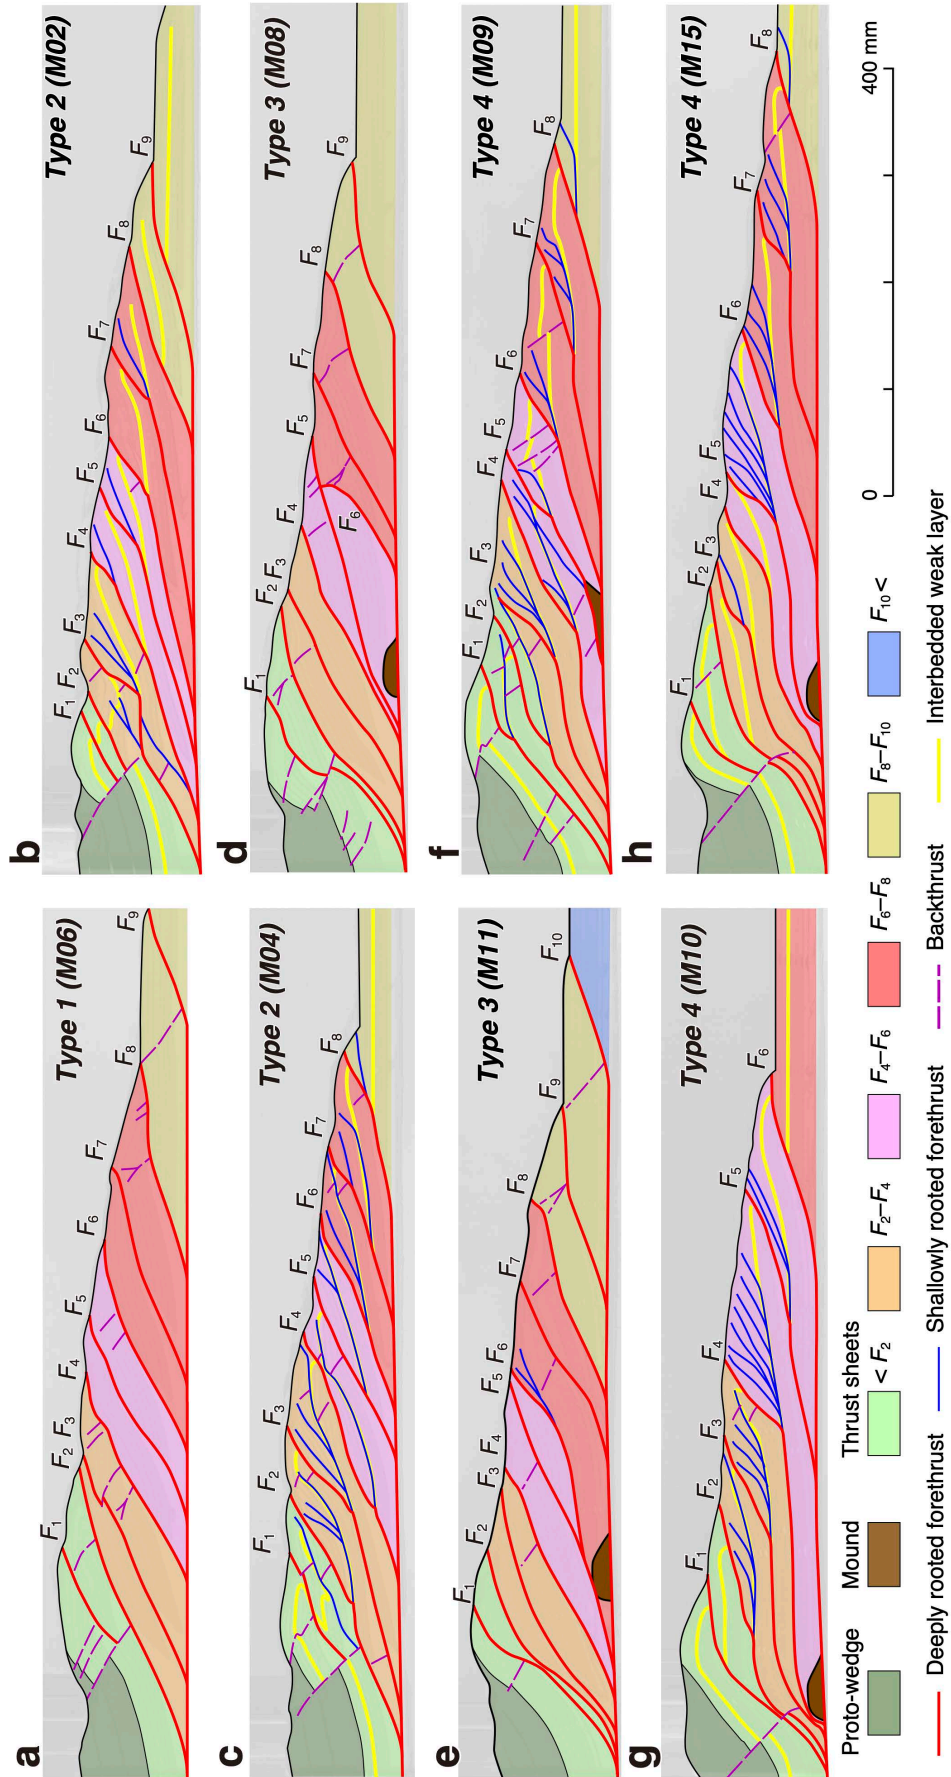 a
Type 1 (M06)
F1 F2 F3 F4 F5 F6 F7 F8 F9
b
Type 2 (M02)
F1 F2 F3 F4 F5 F6 F7 F8 F9
c
Type 2 (M04)
F1 F2 F3 F4 F5 F6 F7 F8
d
Type 3 (M08)
F1 F2 F3 F4 F6 F5 F7 F8 F9
e
Type 3 (M11)
F1 F2 F3 F4 F5 F6 F7 F8 F9 F10
f
Type 4 (M09)
F1 F2 F3 F4 F5 F6 F7 F8
g
Type 4 (M10)
F1 F2 F3 F4 F5 F6
h
Type 4 (M15)
F1 F2 F3 F4 F5 F6 F7 F8
0 400 mm
Proto-wedge Mound Thrust sheets
< F2 F2–F4 F4–F6 F6–F8 F8–F10 F10 <
Deeply rooted forethrust Shallowly rooted forethrust Backthrust Interbedded weak layer